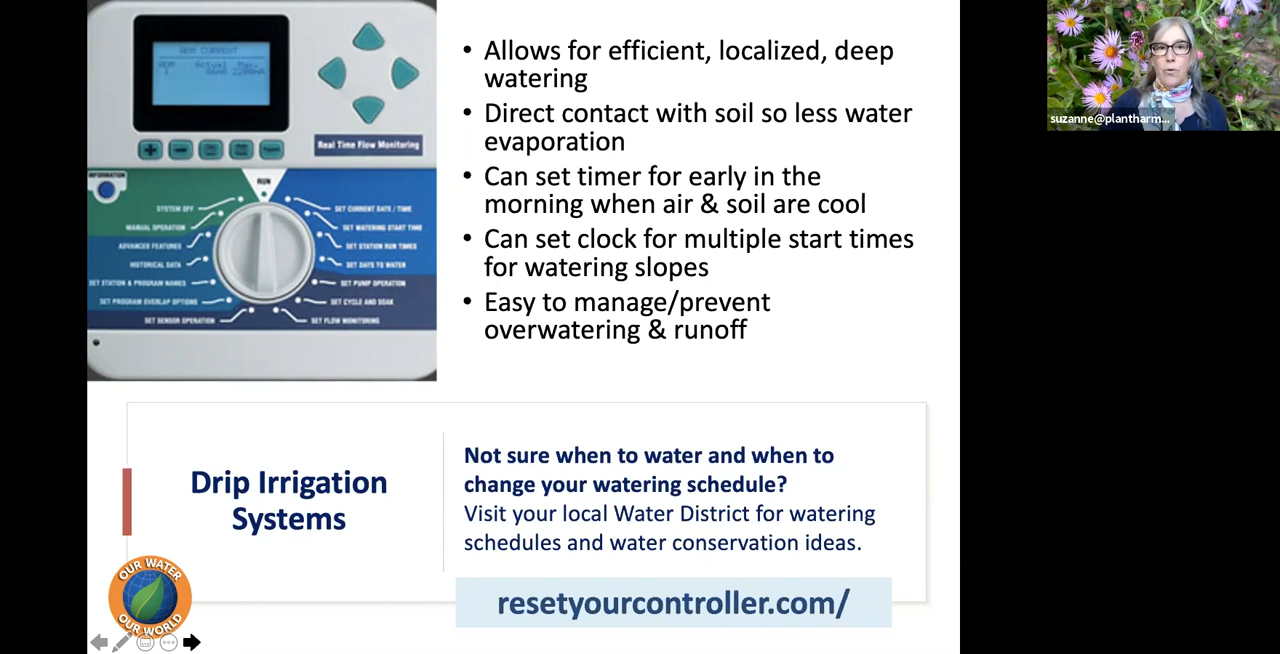 REM CURRENT
Actual Max
Real Time Flow Monitoring
INFORMATION
RUN
SYSTEM OFF
MANUAL OPERATION
ADVANCED FEATURES
HISTORICAL DATA
SET STATION & PROGRAM NAMES
SET PROGRAM OVERLAP OPTIONS
SET SENSOR OPERATION
SET CURRENT DATE / TIME
SET WATERING START TIME
SET STATION RUN TIMES
SET DAYS TO WATER
SET PUMP OPERATION
SET CYCLE AND SOAK
SET FLOW MONITORING
• Allows for efficient, localized, deep
watering
• Direct contact with soil so less water
evaporation
• Can set timer for early in the
morning when air & soil are cool
• Can set clock for multiple start times
for watering slopes
• Easy to manage/prevent
overwatering & runoff
suzanne@plantharm...
Drip Irrigation
Systems
Not sure when to water and when to
change your watering schedule?
Visit your local Water District for watering
schedules and water conservation ideas.
resetyourcontroller.com/
OUR WATER
OUR WORLD